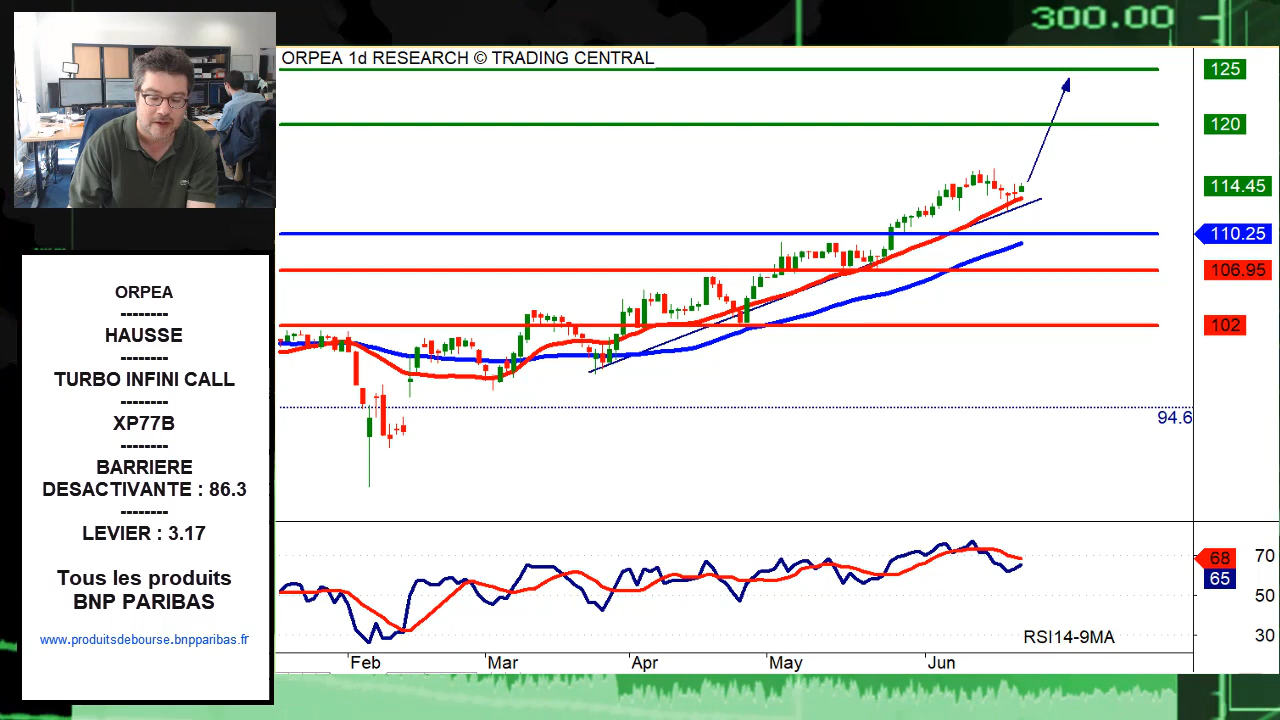 300.00
ORPEA 1d RESEARCH © TRADING CENTRAL
125
120
114.45
110.25
106.95
102
94.6
ORPEA
--------
HAUSSE
--------
TURBO INFINI CALL
--------
XP77B
--------
BARRIERE
DESACTIVANTE : 86.3
--------
LEVIER : 3.17
Tous les produits
BNP PARIBAS
www.produitsdebourse.bnpparibas.fr
70
68
65
50
30
RSI14-9MA
Feb Mar Apr May Jun